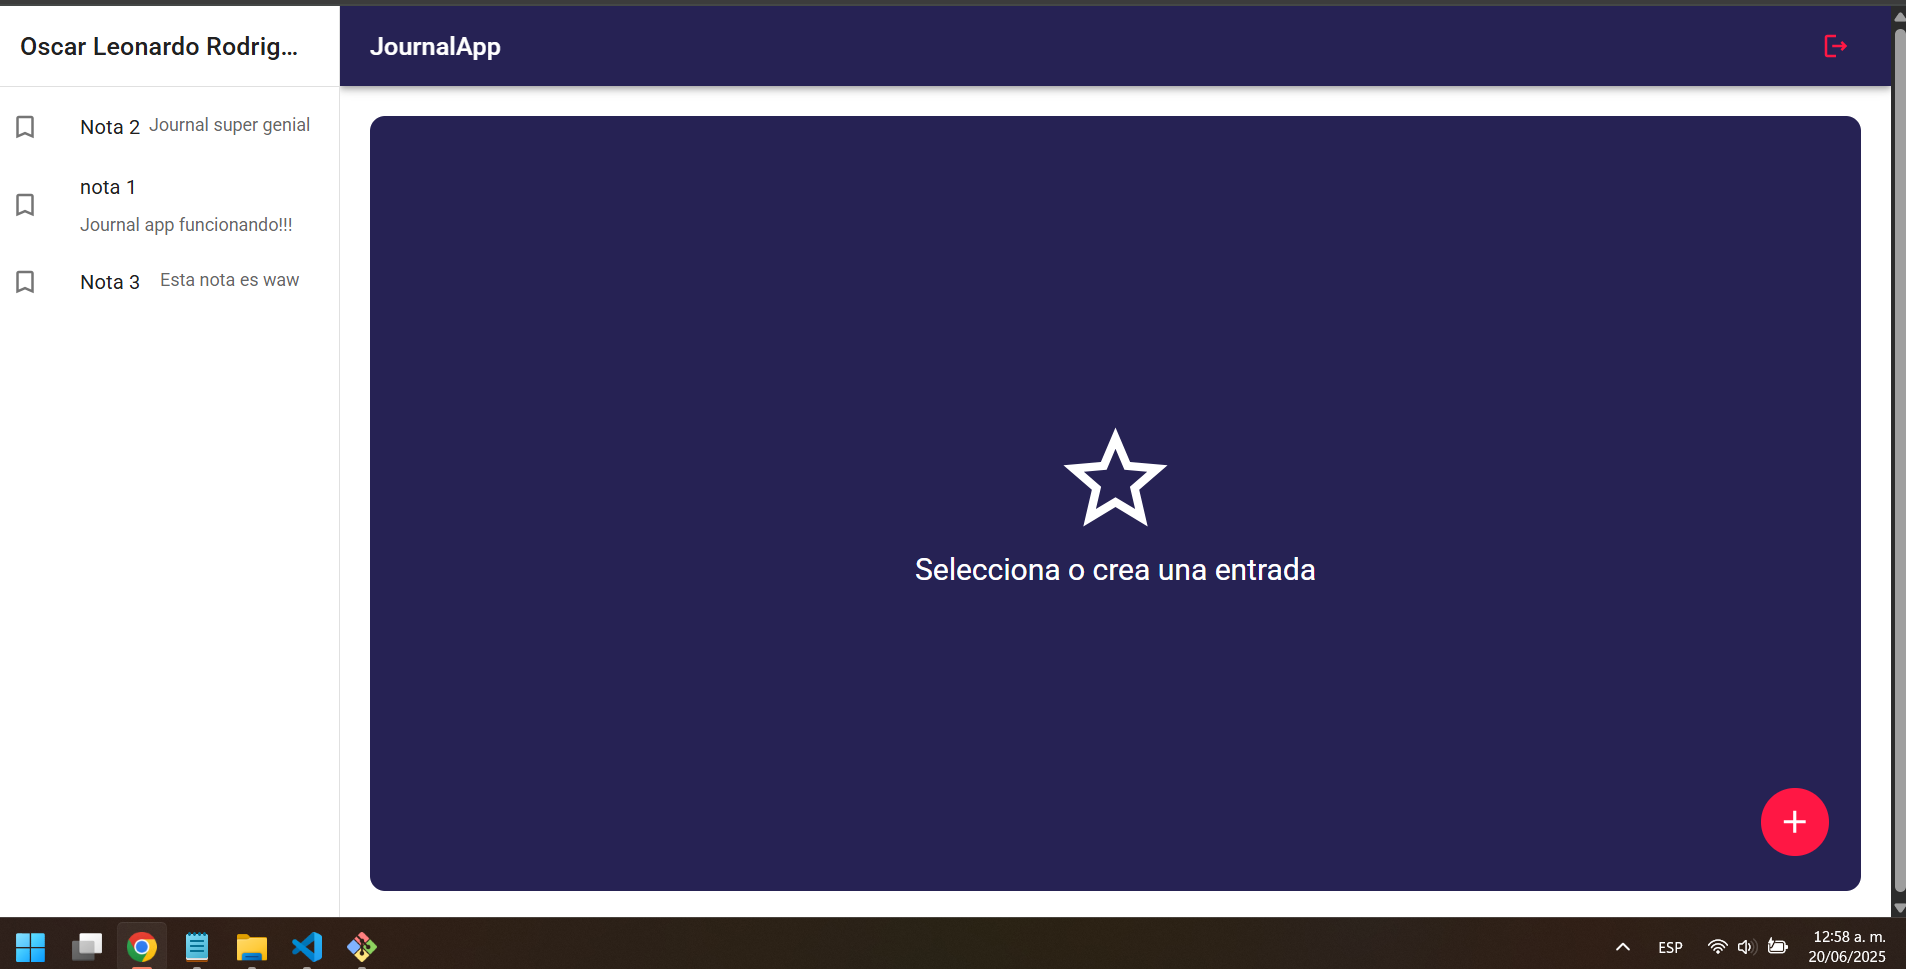 Oscar Leonardo Rodrig...
JournalApp
Nota 2 Journal super genial
nota 1
Journal app funcionando!!!
Nota 3 Esta nota es waw
Selecciona o crea una entrada
ESP
12:58 a. m.
20/06/2025